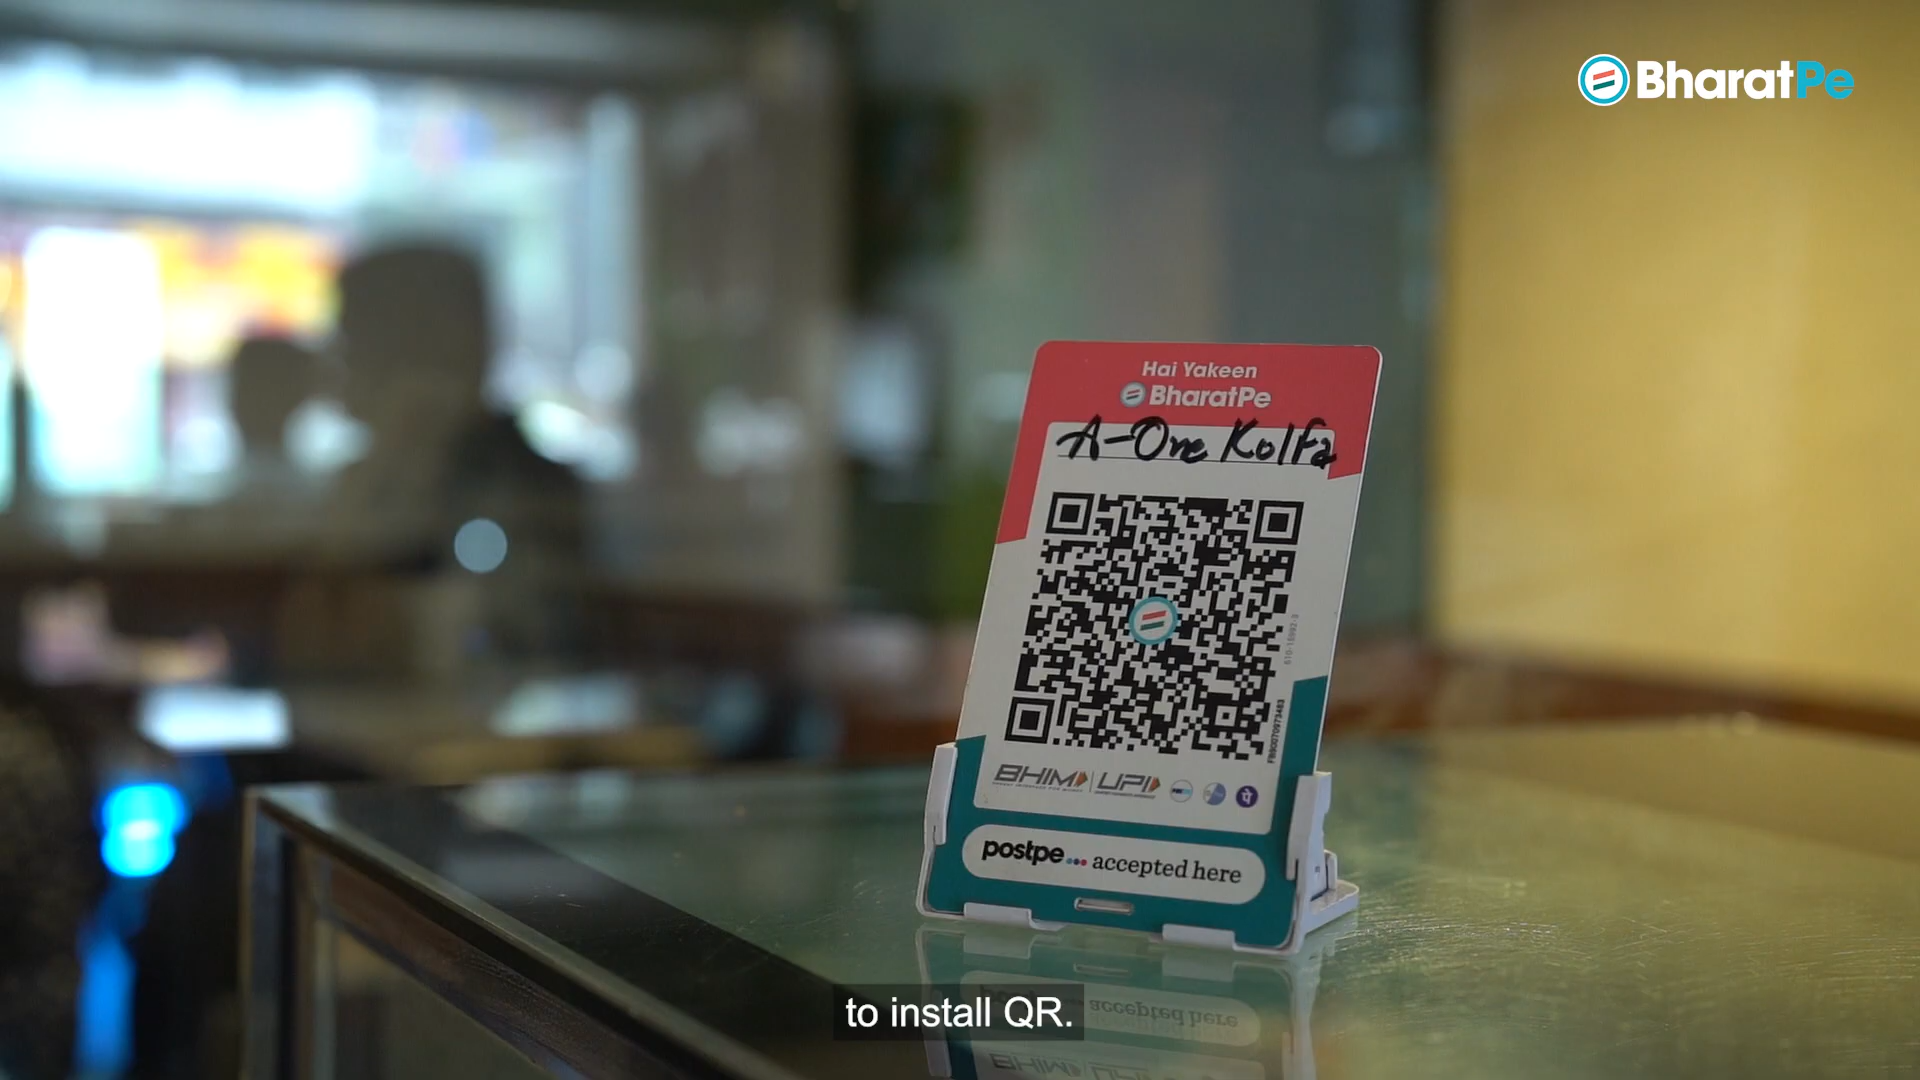 BharatPe
Hai Yakeen
BharatPe
A-One Kolfa
BHIM UPI
postpe... accepted here
to install QR.